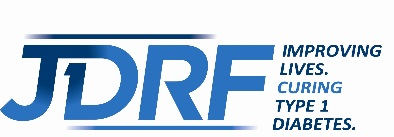 JDRF
IMPROVING
LIVES.
CURING
TYPE 1
DIABETES.